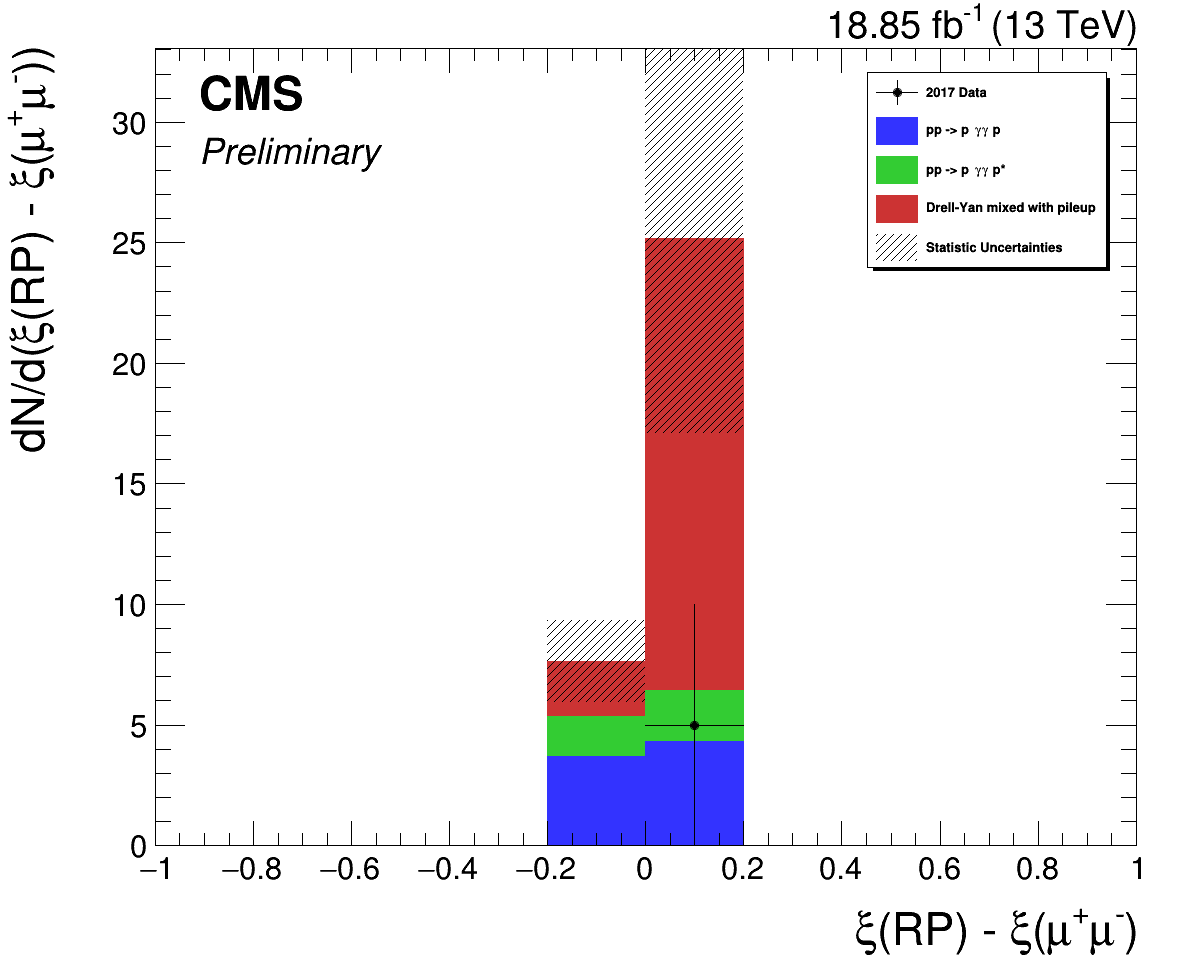 18.85 fb⁻¹ (13 TeV)
CMS
Preliminary
2017 Data
pp -> p γγ p
pp -> p γγ p*
Drell-Yan mixed with pileup
Statistic Uncertainties
dN/d(ξ(RP) - ξ(μ⁺μ⁻))
30
25
20
15
10
5
0
−1 −0.8 −0.6 −0.4 −0.2 0 0.2 0.4 0.6 0.8 1
ξ(RP) - ξ(μ⁺μ⁻)